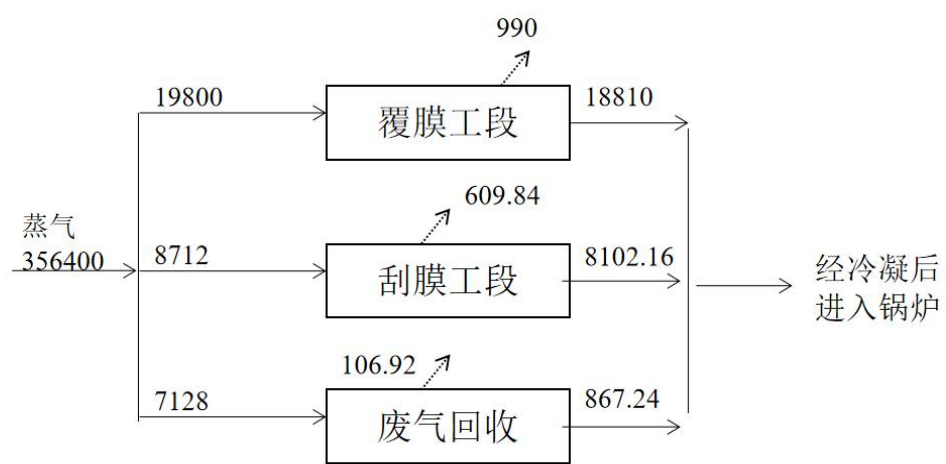 990
19800
覆膜工段
18810
609.84
蒸气
356400
8712
刮膜工段
8102.16
经冷凝后
进入锅炉
106.92
7128
废气回收
867.24